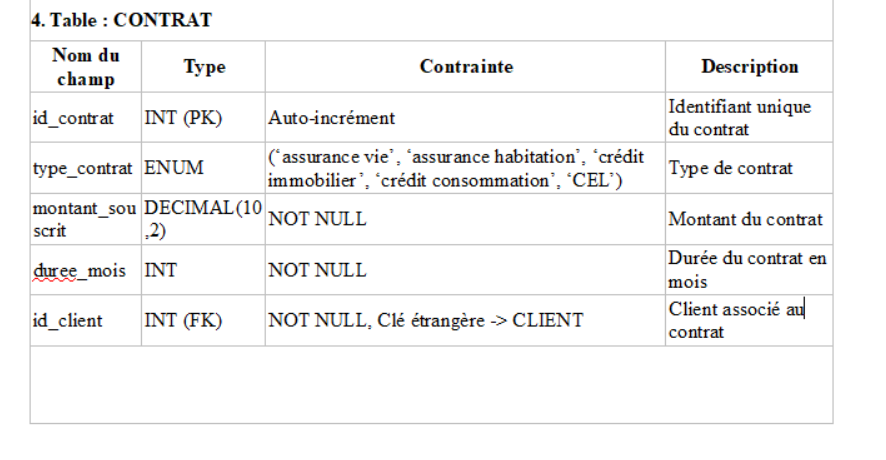 4. Table : CONTRAT
Nom du
champ
Type
Contrainte
Description
id_contrat
INT (PK)
Auto-incrément
Identifiant unique
du contrat
type_contrat
ENUM
(‘assurance vie’, ‘assurance habitation’, ‘crédit
immobilier’, ‘crédit consommation’, ‘CEL’)
Type de contrat
montant_sou
scrit
DECIMAL(10
,2)
NOT NULL
Montant du contrat
duree_mois
INT
NOT NULL
Durée du contrat en
mois
id_client
INT (FK)
NOT NULL, Clé étrangère -> CLIENT
Client associé au
contrat